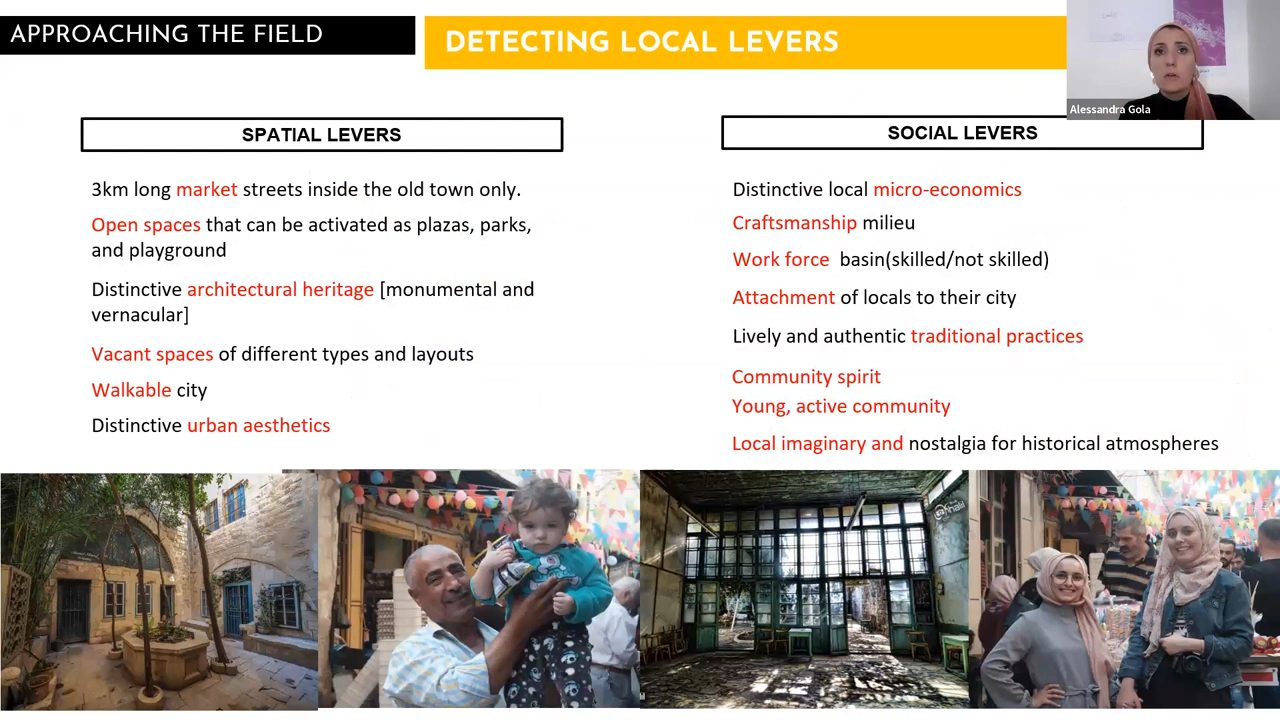 APPROACHING THE FIELD
DETECTING LOCAL LEVERS
Alessandra Gola
SPATIAL LEVERS
3km long market streets inside the old town only.
Open spaces that can be activated as plazas, parks,
and playground
Distinctive architectural heritage [monumental and
vernacular]
Vacant spaces of different types and layouts
Walkable city
Distinctive urban aesthetics
SOCIAL LEVERS
Distinctive local micro-economics
Craftsmanship milieu
Work force basin(skilled/not skilled)
Attachment of locals to their city
Lively and authentic traditional practices
Community spirit
Young, active community
Local imaginary and nostalgia for historical atmospheres